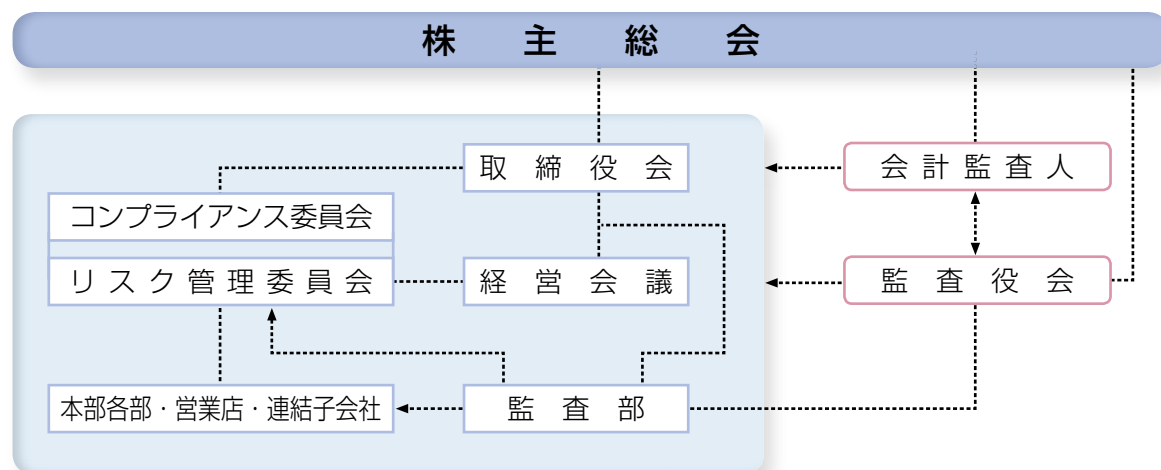 株主総会
取締役会
会計監査人
コンプライアンス委員会
リスク管理委員会
経営会議
監査役会
本部各部・営業店・連結子会社
監査部